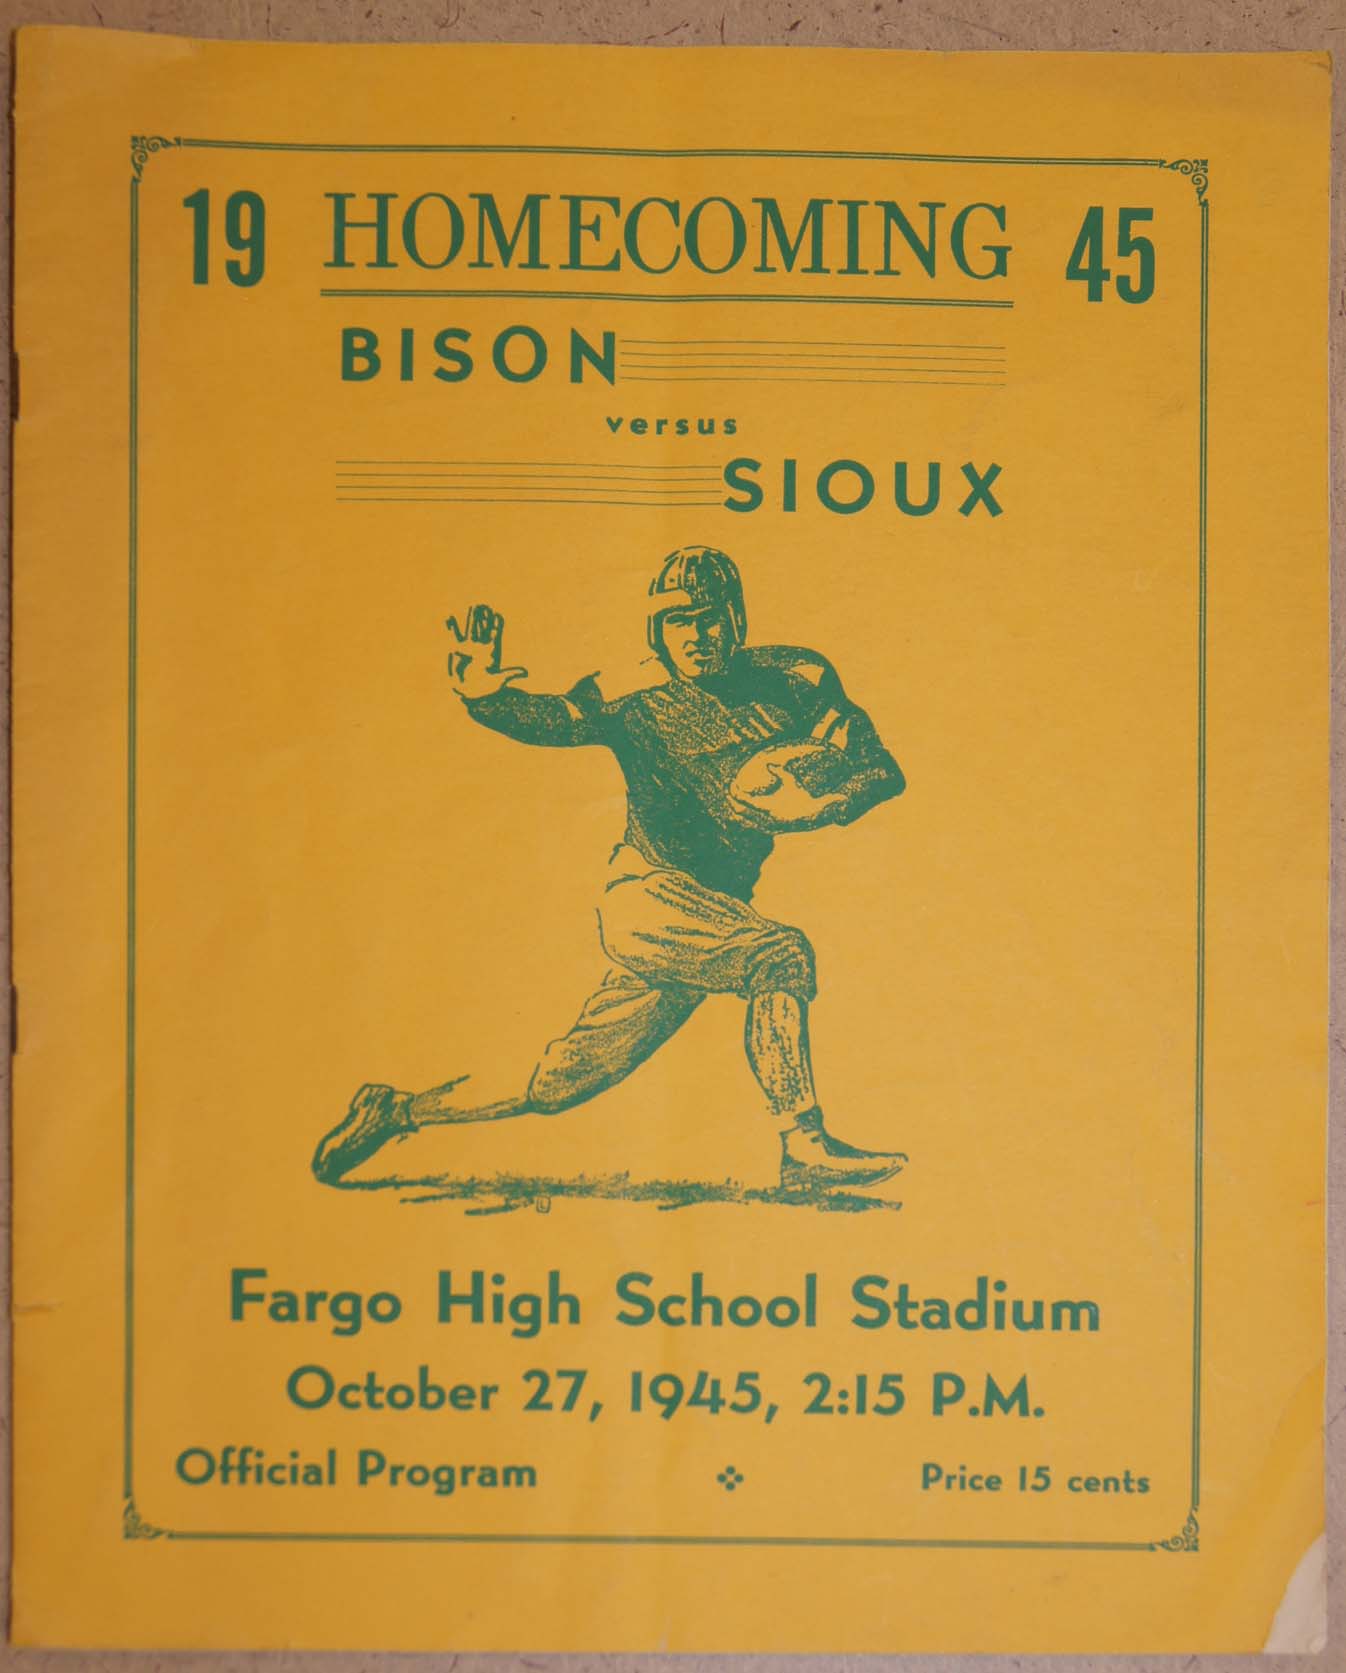 19 HOMECOMING 45
BISON
versus
SIOUX
Fargo High School Stadium
October 27, 1945, 2:15 P.M.
Official Program Price 15 cents